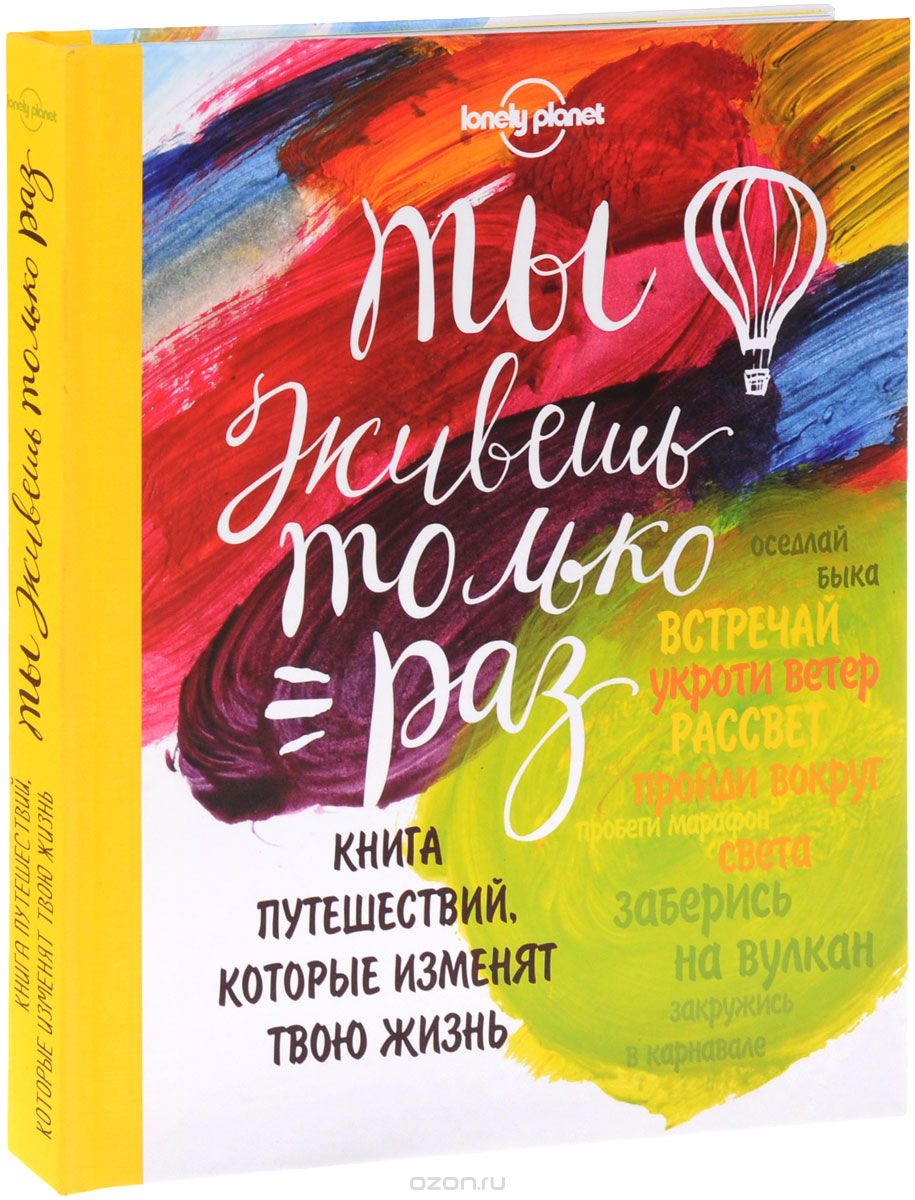 lonely planet
ты
живешь
только
= раз
оседлай
быка
ВСТРЕЧАЙ
укроти ветер
РАССВЕТ
пройди вокруг
пробеги марафон
света
заберись
на вулкан
закружись
в карнавале
КНИГА
ПУТЕШЕСТВИЙ,
КОТОРЫЕ ИЗМЕНЯТ
ТВОЮ ЖИЗНЬ
lonely planet
ты живешь только раз
КНИГА ПУТЕШЕСТВИЙ,
КОТОРЫЕ ИЗМЕНЯТ ТВОЮ ЖИЗНЬ
ozon.ru